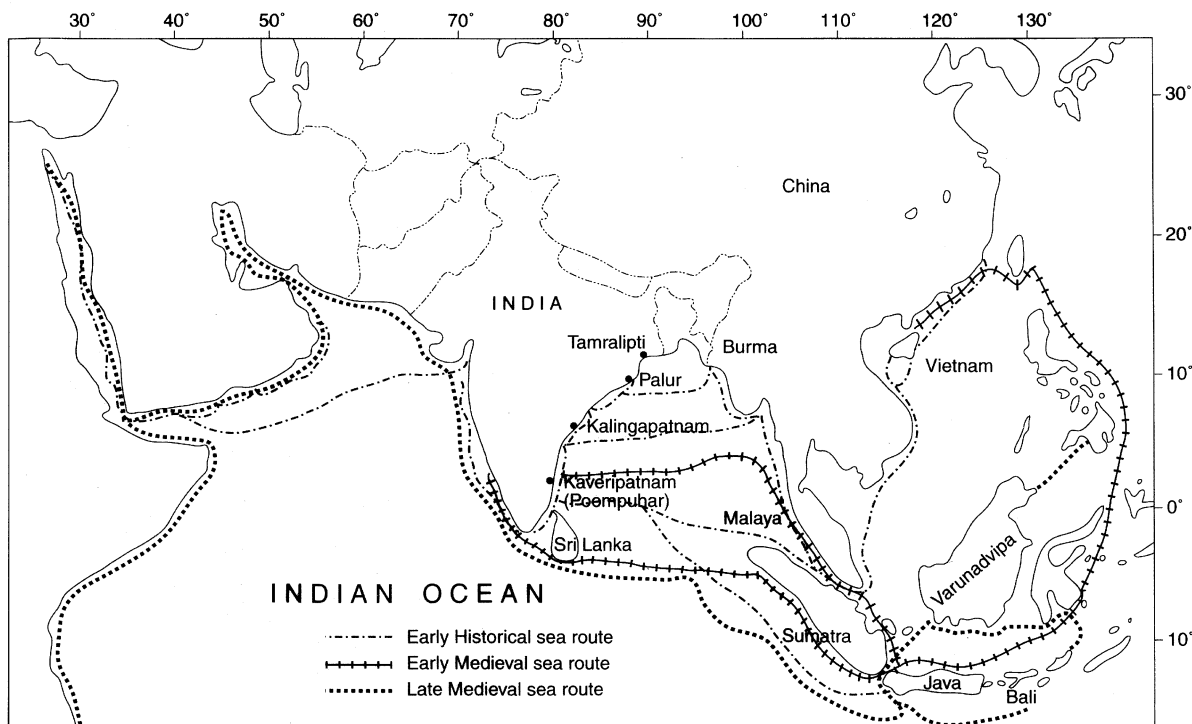 30° 40° 50° 60° 70° 80° 90° 100° 110° 120° 130°
30°
China
20°
INDIA
Tamralipti
Burma
Vietnam
10°
Palur
Kalingapatnam
Kaveripatnam
(Poompuhar)
0°
Malaya
Sri Lanka
Varunadvipa
INDIAN OCEAN
Early Historical sea route
Sumatra
10°
Early Medieval sea route
Java
Late Medieval sea route
Bali